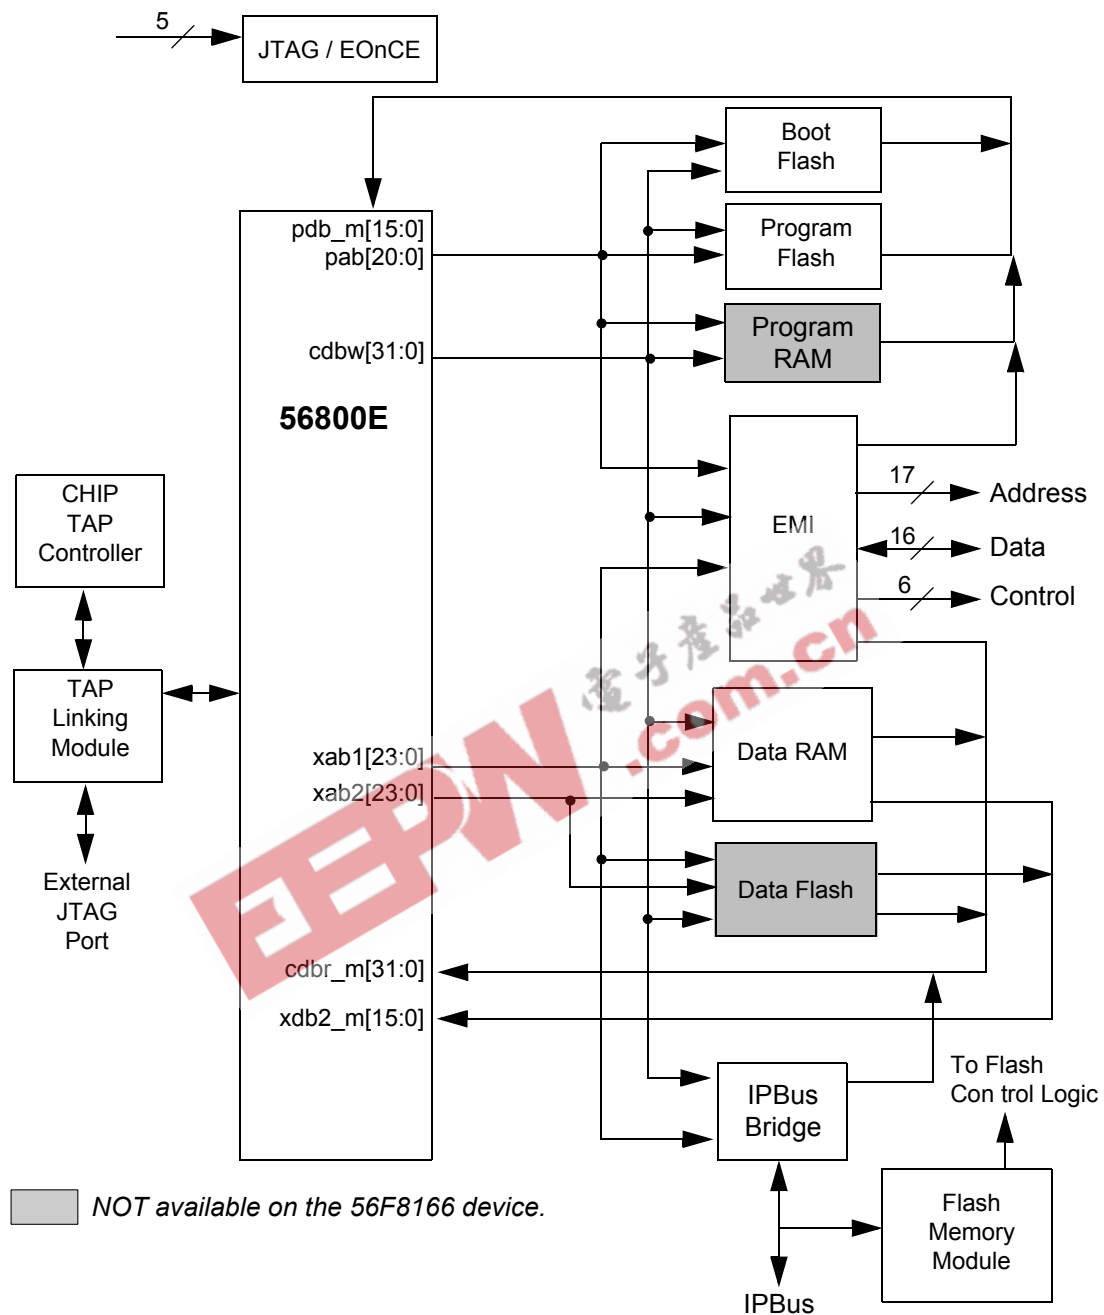 5
JTAG / EOnCE
Boot
Flash
pdb_m[15:0]
pab[20:0]
Program
Flash
cdbw[31:0]
Program
RAM
56800E
CHIP
TAP
Controller
EMI
17
Address
16
Data
6
Control
電子產品世界
EEPW.com.cn
TAP
Linking
Module
xab1[23:0]
xab2[23:0]
Data RAM
Data Flash
External
JTAG
Port
cdbr_m[31:0]
xdb2_m[15:0]
IPBus
Bridge
To Flash
Con trol Logic
NOT available on the 56F8166 device.
Flash
Memory
Module
IPBus